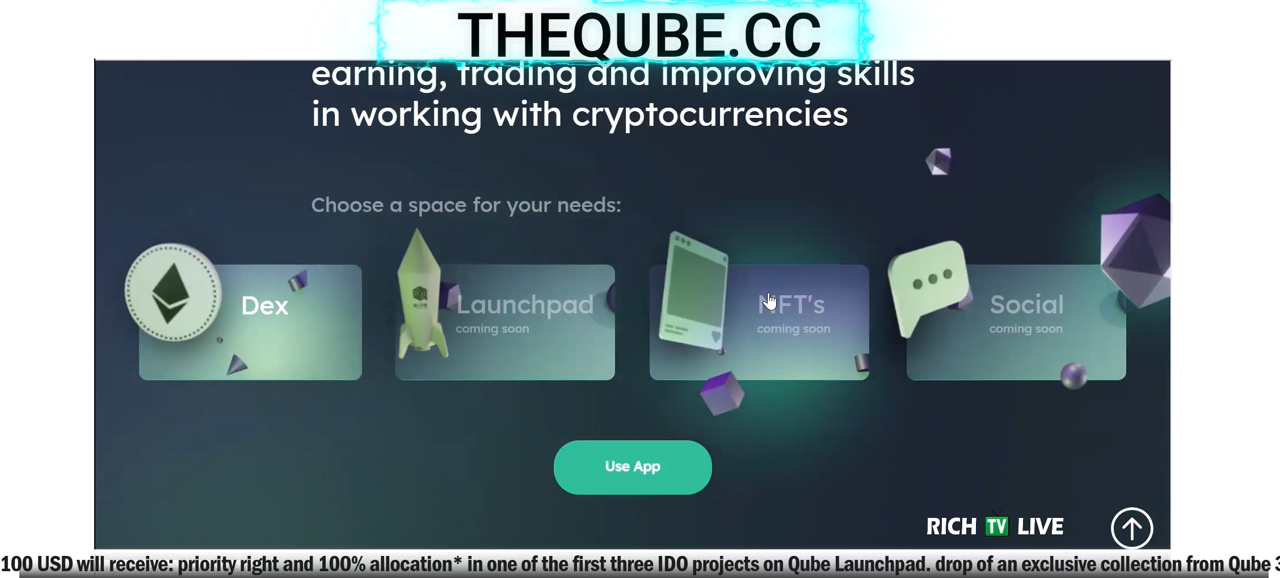 THEQUBE.CC
earning, trading and improving skills
in working with cryptocurrencies
Choose a space for your needs:
Dex
Launchpad
coming soon
NFT's
coming soon
Social
coming soon
Use App
RICH TV LIVE
100 USD will receive: priority right and 100% allocation* in one of the first three IDO projects on Qube Launchpad. drop of an exclusive collection from Qube